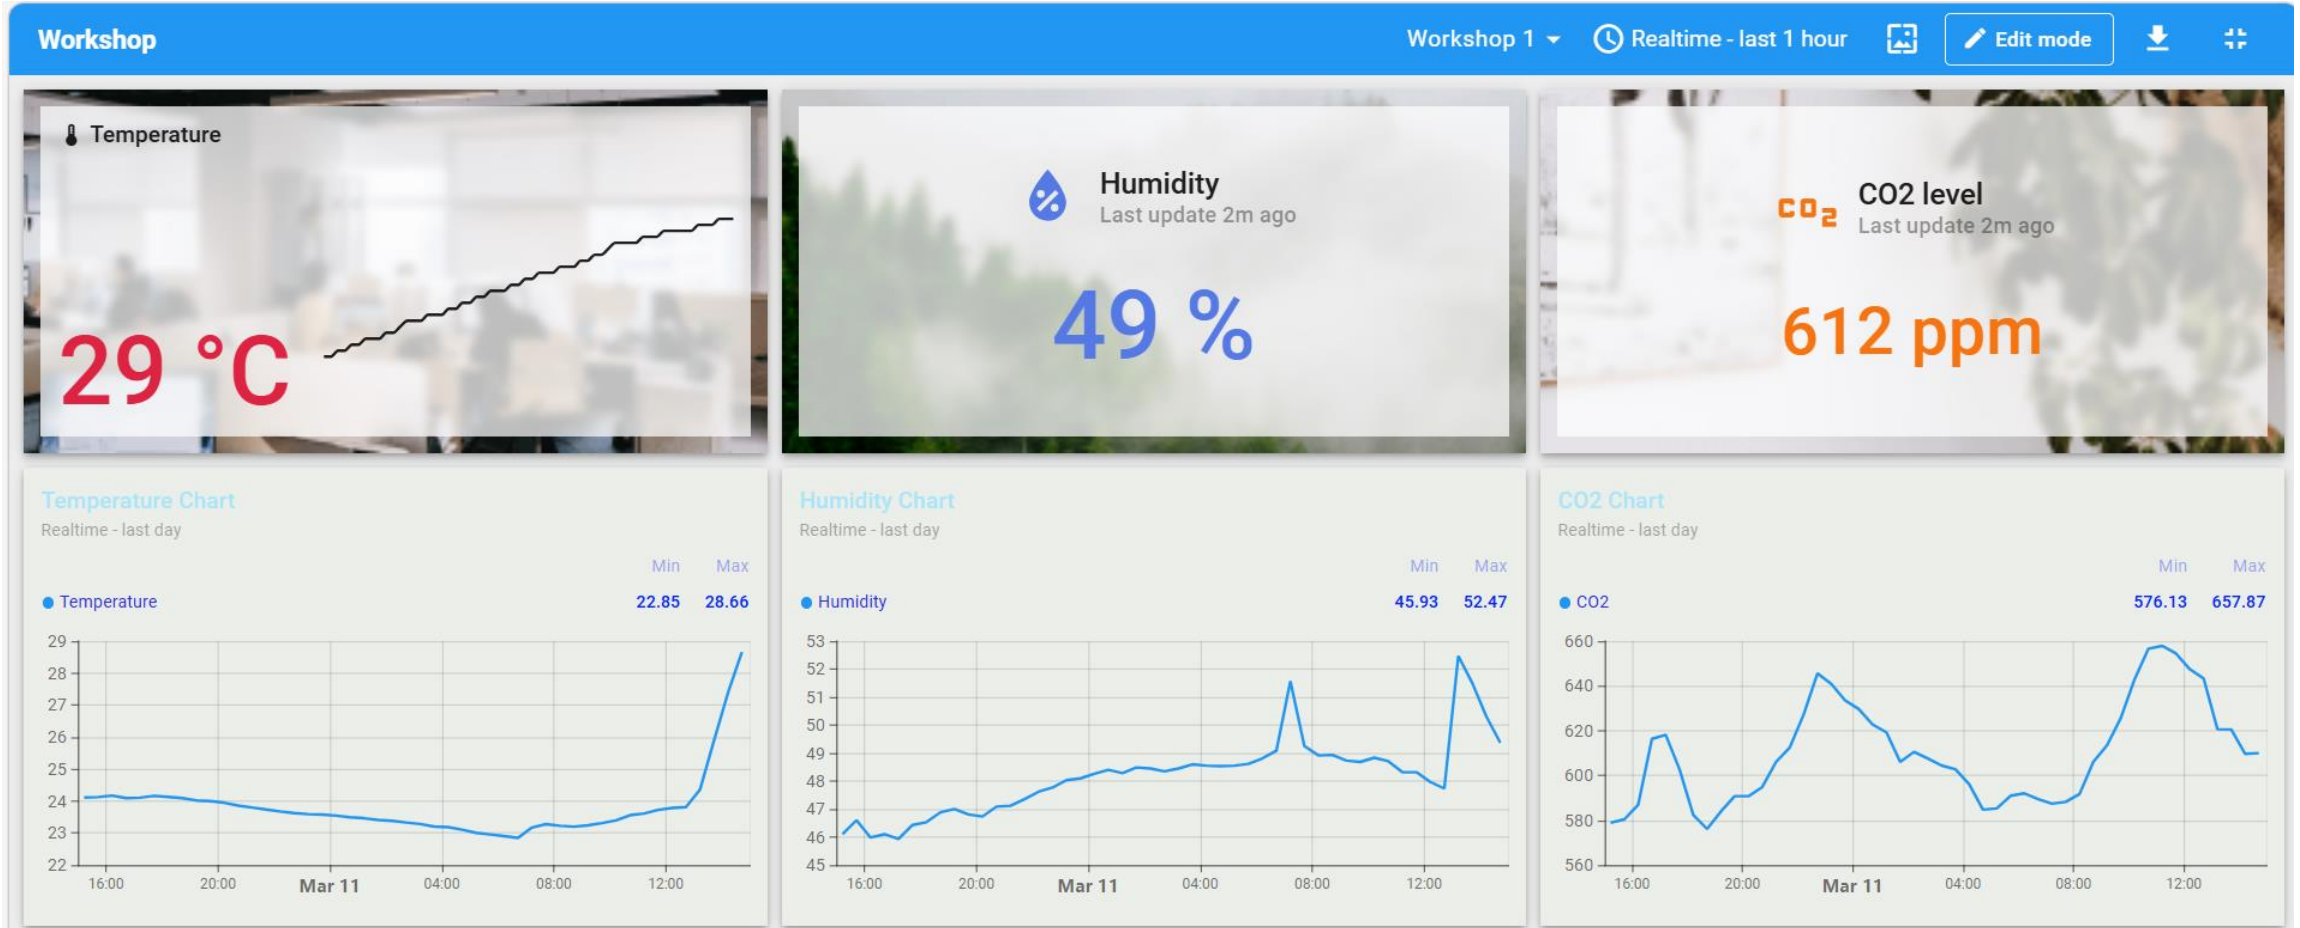 Workshop
Workshop 1
Realtime - last 1 hour
Edit mode
Temperature
29 °C
Humidity
Last update 2m ago
49 %
CO2
CO2 level
Last update 2m ago
612 ppm
Temperature Chart
Realtime - last day
Min Max
Temperature 22.85 28.66
29
28
27
26
25
24
23
22
16:00 20:00 Mar 11 04:00 08:00 12:00
Humidity Chart
Realtime - last day
Min Max
Humidity 45.93 52.47
53
52
51
50
49
48
47
46
45
16:00 20:00 Mar 11 04:00 08:00 12:00
CO2 Chart
Realtime - last day
Min Max
CO2 576.13 657.87
660
640
620
600
580
560
16:00 20:00 Mar 11 04:00 08:00 12:00